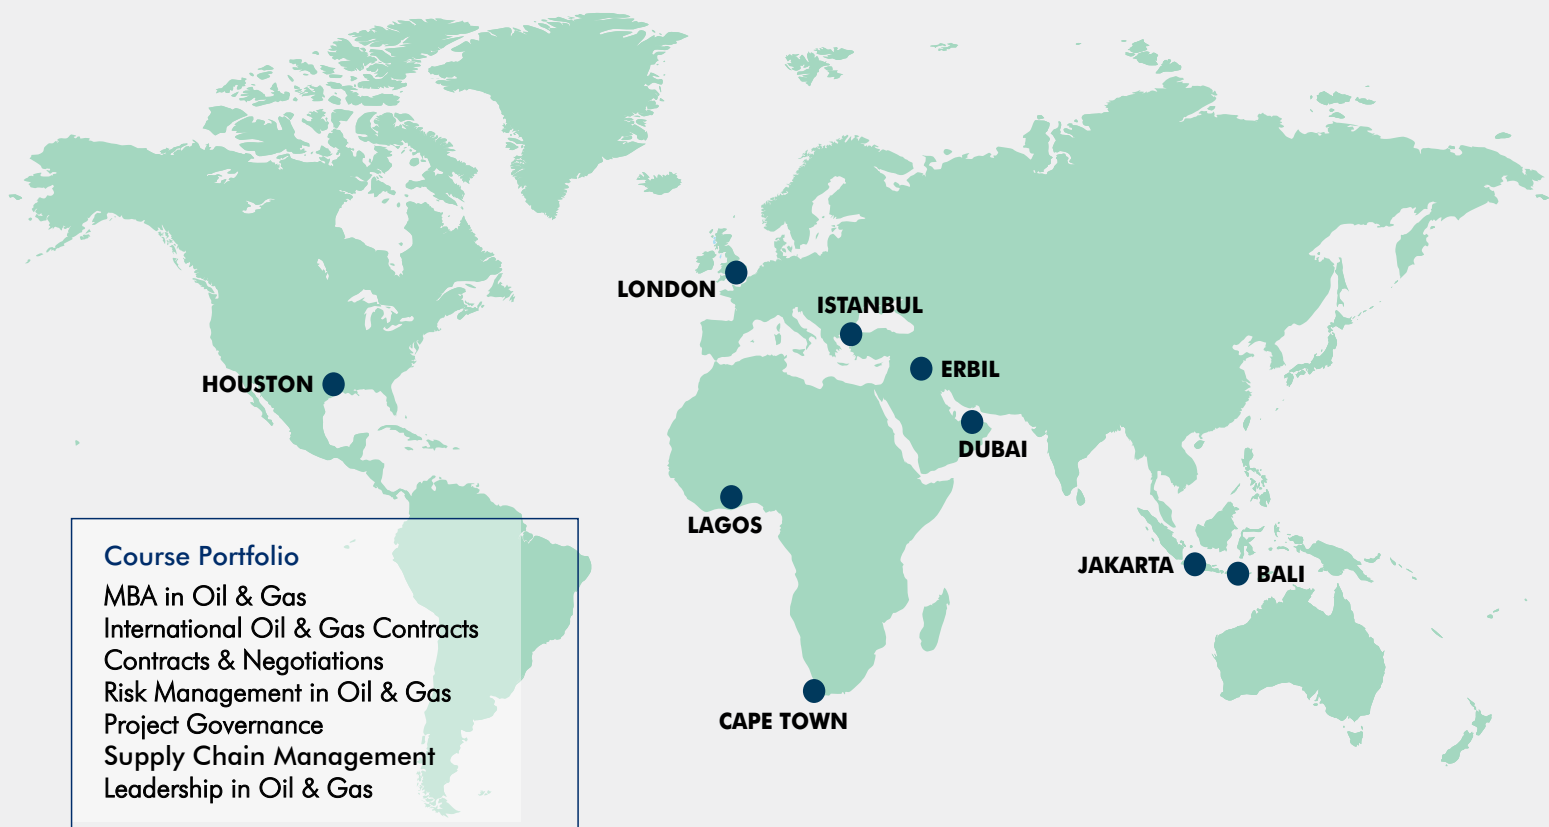 LONDON
ISTANBUL
HOUSTON
ERBIL
DUBAI
LAGOS
JAKARTA
BALI
CAPE TOWN
Course Portfolio
MBA in Oil & Gas
International Oil & Gas Contracts
Contracts & Negotiations
Risk Management in Oil & Gas
Project Governance
Supply Chain Management
Leadership in Oil & Gas